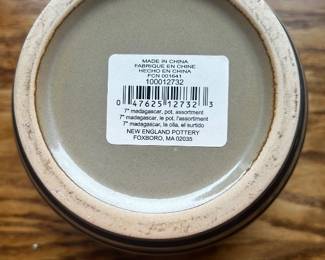 MADE IN CHINA
FABRIQUE EN CHINE
HECHO EN CHINA
FCN 001641
100012732
0 47625 12732 3
7" madagascar, pot, assortment
7" madagascar, le pot, l'assortiment
7" madagascar, la olla, el surtido
NEW ENGLAND POTTERY
FOXBORO, MA 02035